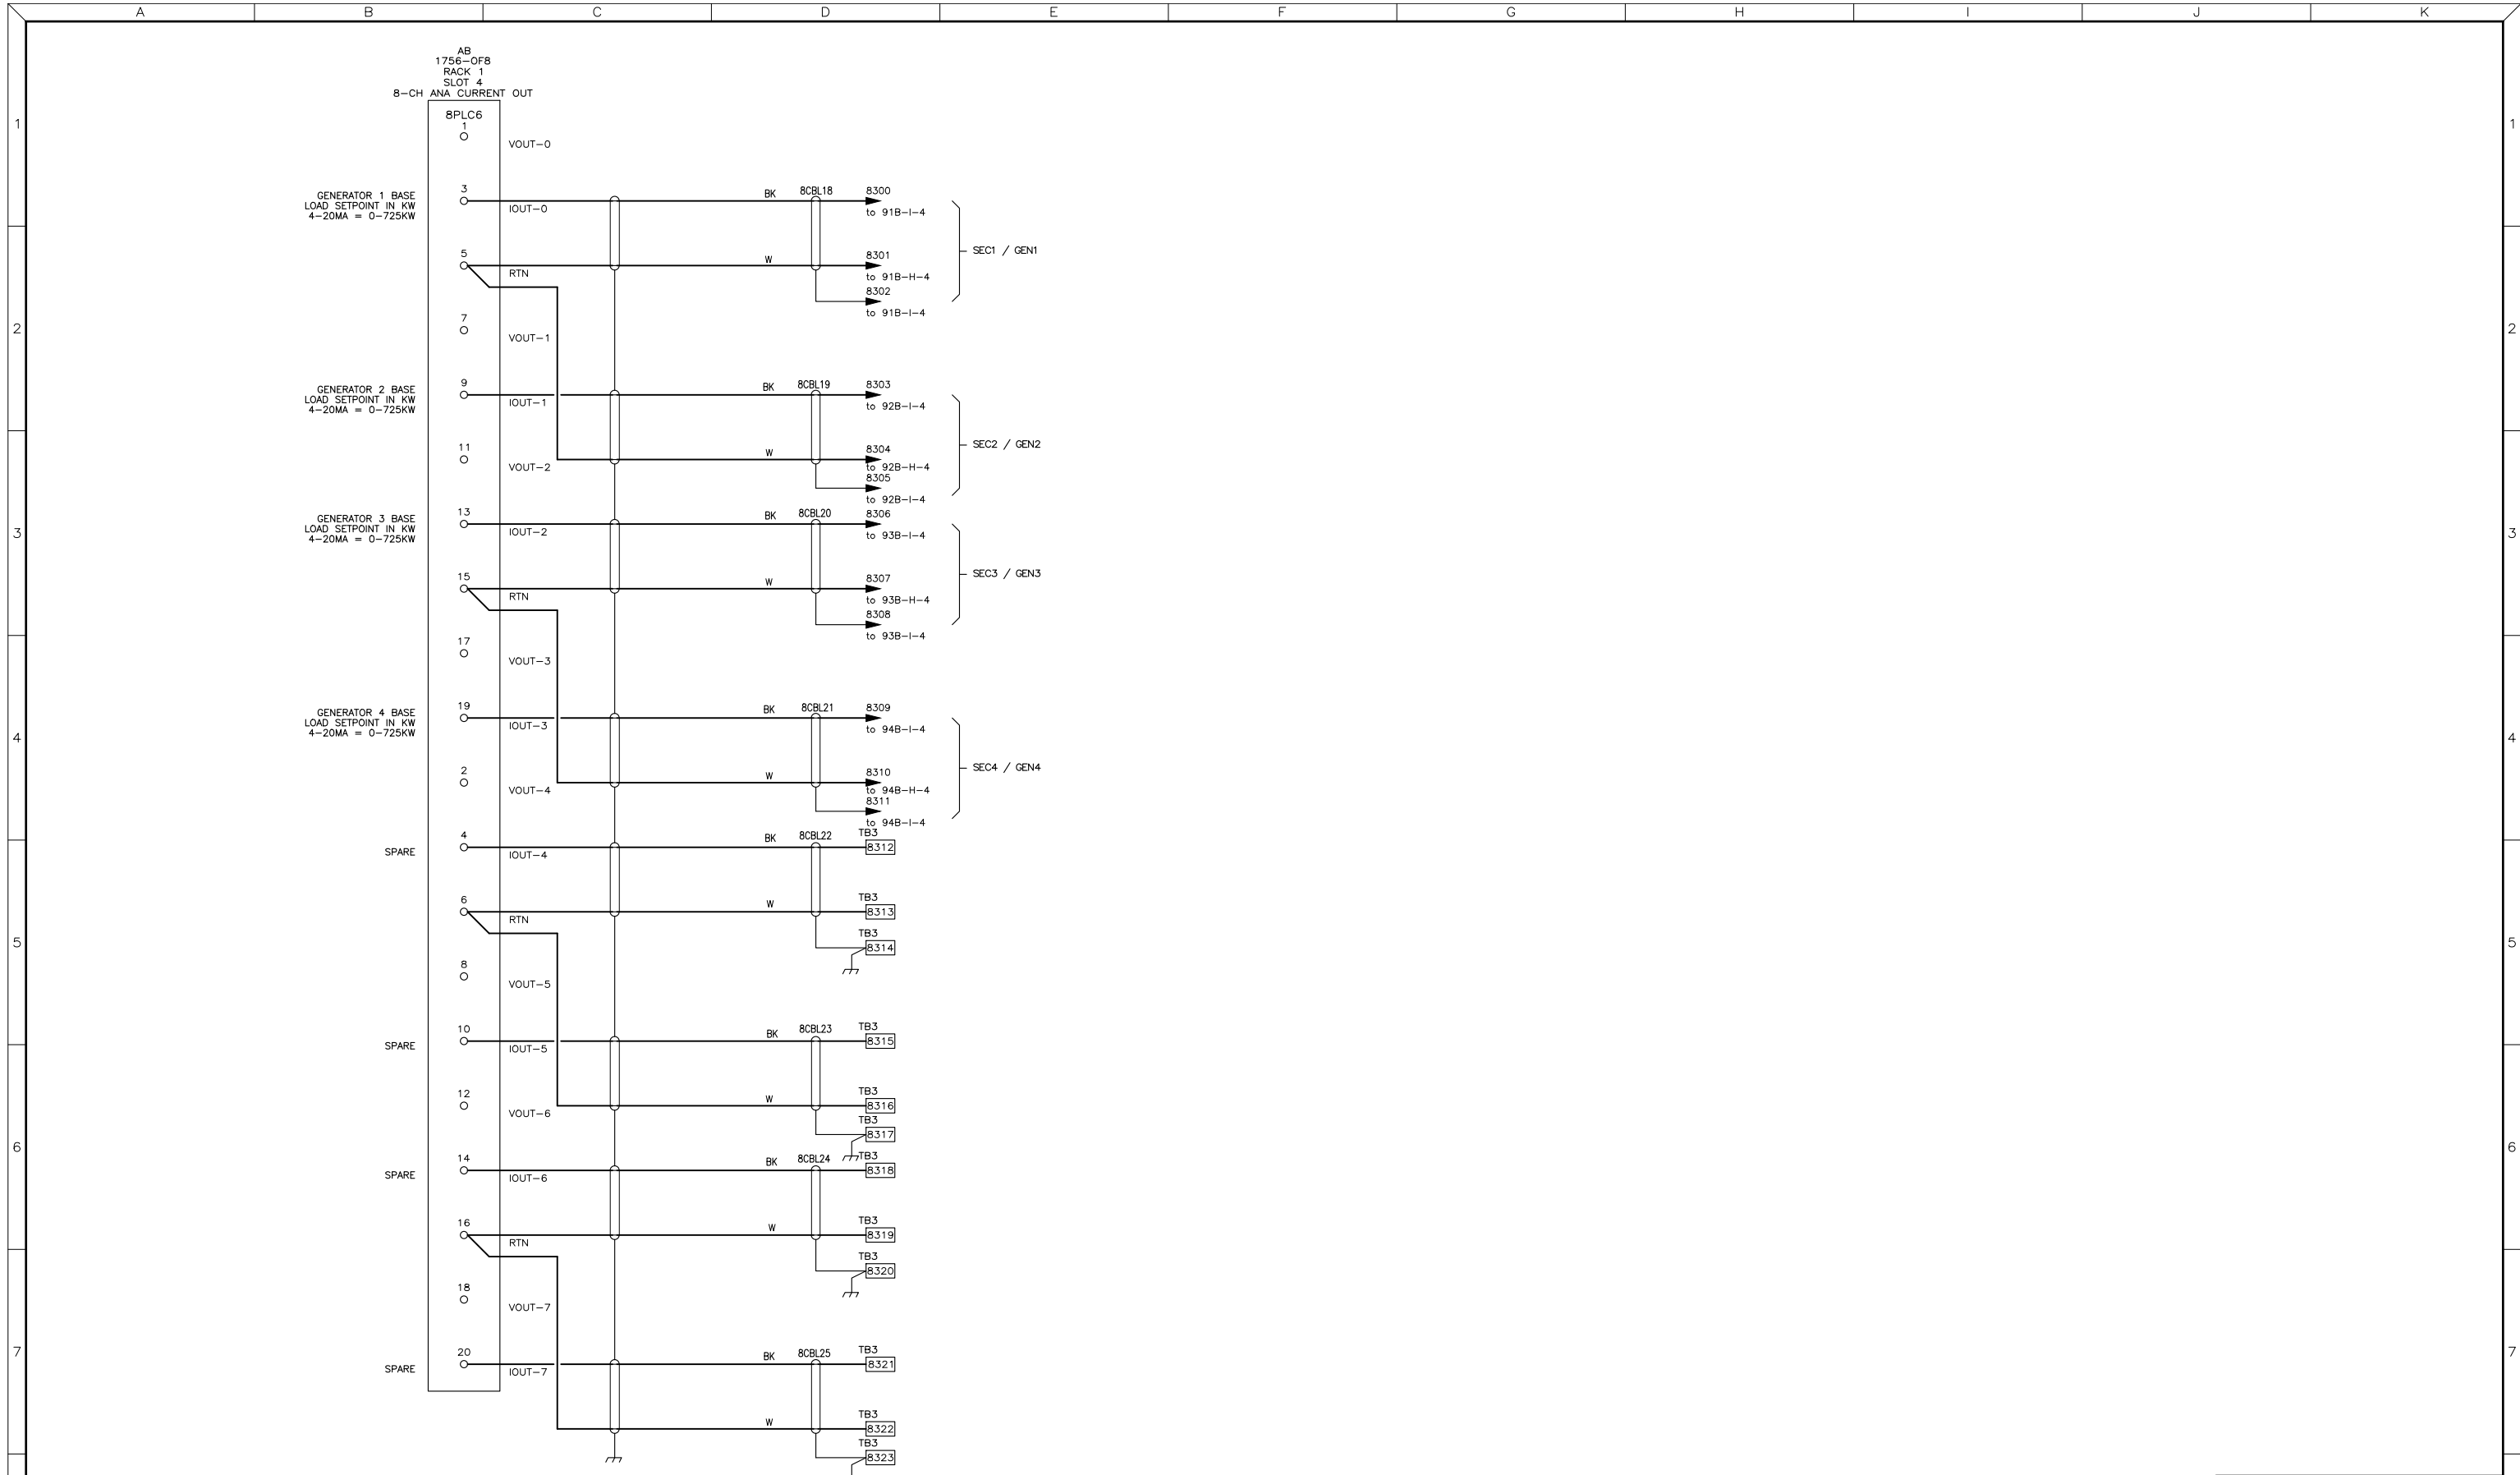 A B C D E F G H I J K
AB
1756-OF8
RACK 1
SLOT 4
8-CH ANA CURRENT OUT
8PLC6
1 1
1
VOUT-0
GENERATOR 1 BASE
LOAD SETPOINT IN KW
4-20MA = 0-725KW
3
IOUT-0
BK 8CBL18 8300
to 91B-I-4
SEC1 / GEN1
5
RTN
W 8301
to 91B-H-4
8302
to 91B-I-4
2 2
7
VOUT-1
GENERATOR 2 BASE
LOAD SETPOINT IN KW
4-20MA = 0-725KW
9
IOUT-1
BK 8CBL19 8303
to 92B-I-4
SEC2 / GEN2
11
VOUT-2
W 8304
to 92B-H-4
8305
to 92B-I-4
3 3
GENERATOR 3 BASE
LOAD SETPOINT IN KW
4-20MA = 0-725KW
13
IOUT-2
BK 8CBL20 8306
to 93B-I-4
SEC3 / GEN3
15
RTN
W 8307
to 93B-H-4
8308
to 93B-I-4
17
VOUT-3
GENERATOR 4 BASE
LOAD SETPOINT IN KW
4-20MA = 0-725KW
19
IOUT-3
BK 8CBL21 8309
to 94B-I-4
4 4
SEC4 / GEN4
2
VOUT-4
W 8310
to 94B-H-4
8311
to 94B-I-4
SPARE
4
IOUT-4
BK 8CBL22 TB3
8312
6
RTN
W TB3
8313
TB3
8314
5 5
8
VOUT-5
SPARE
10
IOUT-5
BK 8CBL23 TB3
8315
12
VOUT-6
W TB3
8316
TB3
8317
6 6
SPARE
14
IOUT-6
BK 8CBL24 TB3
8318
16
RTN
W TB3
8319
TB3
8320
18
VOUT-7
7 7
SPARE
20
IOUT-7
BK 8CBL25 TB3
8321
W TB3
8322
TB3
8323